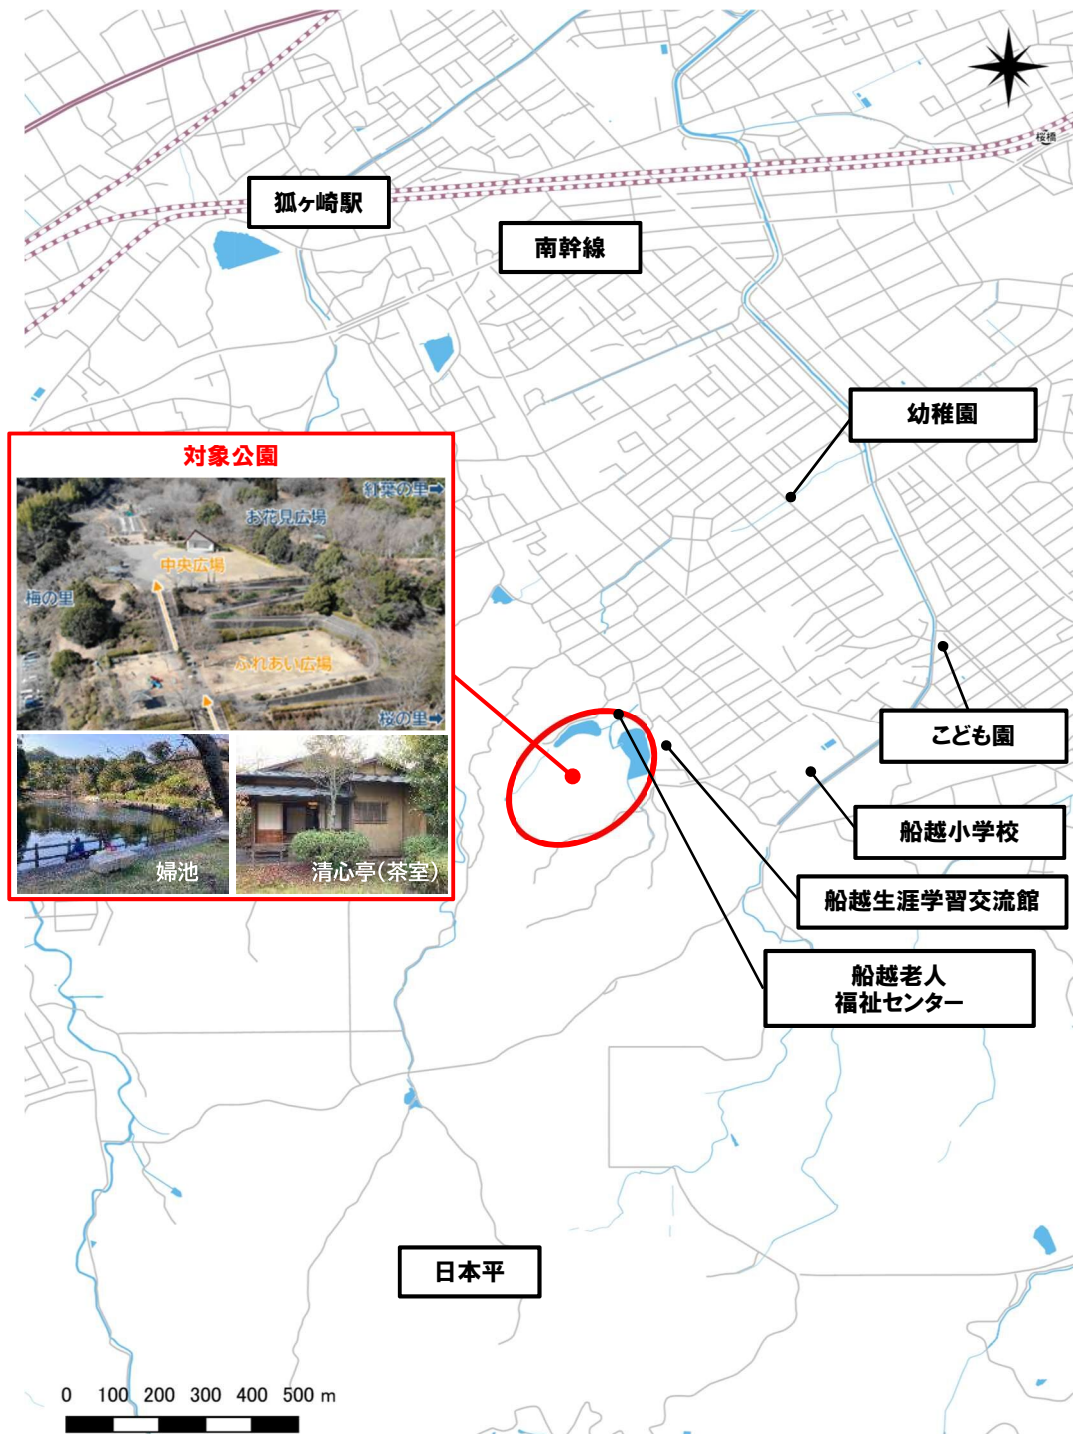 桜橋
狐ヶ崎駅
南幹線
幼稚園
対象公園
紅葉の里➡
お花見広場
中央広場
梅の里
ふれあい広場
桜の里➡
婦池
清心亭(茶室)
こども園
船越小学校
船越生涯学習交流館
船越老人
福祉センター
日本平
0 100 200 300 400 500 m